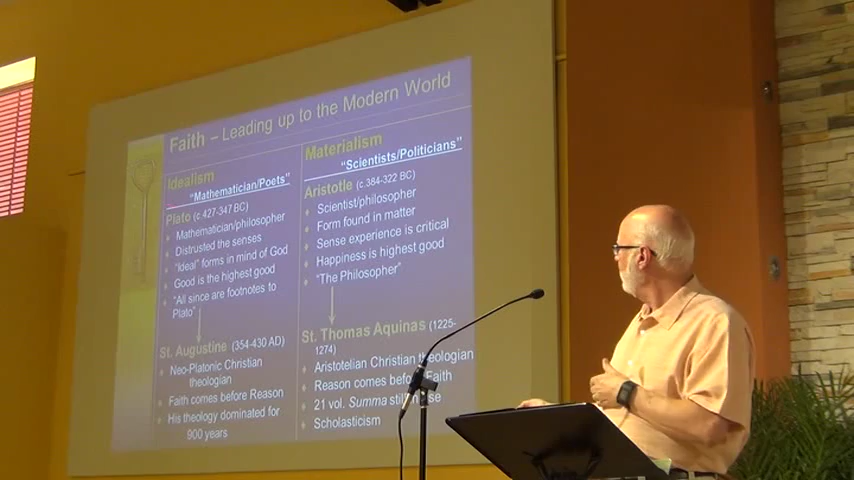 Faith – Leading up to the Modern World
Idealism
"Mathematician/Poets"
Plato (c.427-347 BC)
Mathematician/philosopher
Distrusted the senses
"Ideal" forms in mind of God
Good is the highest good
"All since are footnotes to
Plato"
St. Augustine (354-430 AD)
Neo-Platonic Christian
theologian
Faith comes before Reason
His theology dominated for
900 years
Materialism
"Scientists/Politicians"
Aristotle (c.384-322 BC)
Scientist/philosopher
Form found in matter
Sense experience is critical
Happiness is highest good
"The Philosopher"
St. Thomas Aquinas (1225-
1274)
Aristotelian Christian theologian
Reason comes before Faith
21 vol. Summa still
Scholasticism